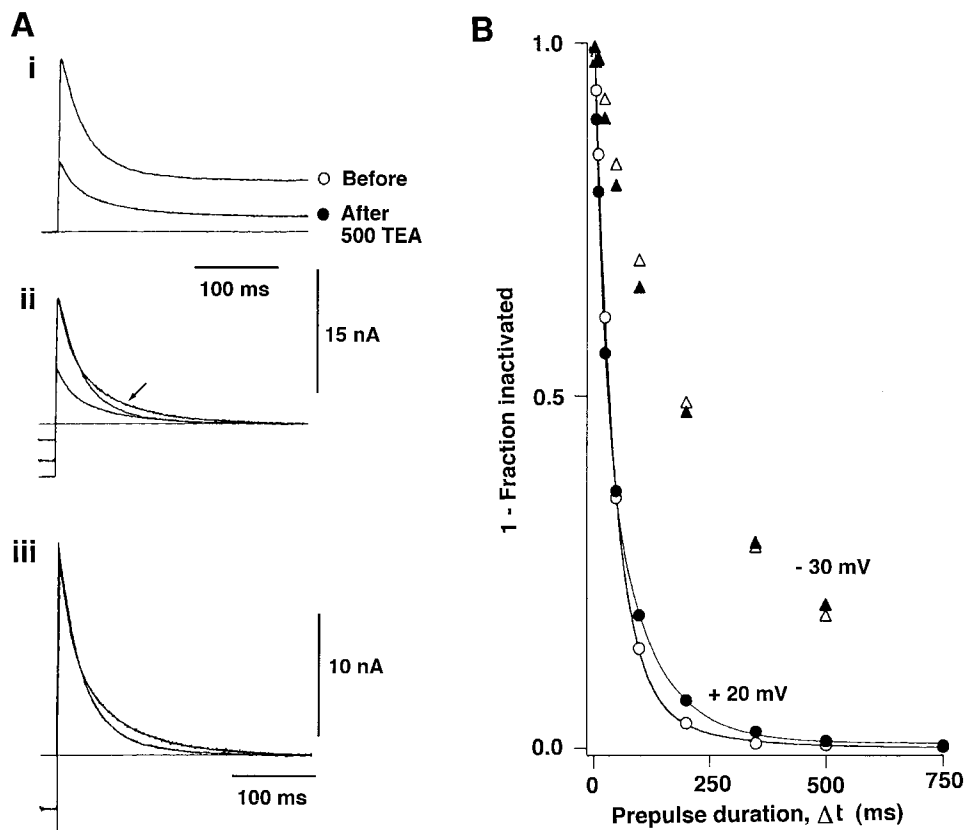 A
i
Before
After
500 TEA
100 ms
ii
15 nA
iii
10 nA
100 ms
B
1.0
0.5
0.0
1 - Fraction inactivated
- 30 mV
+ 20 mV
0
250
500
750
Prepulse duration, Δt (ms)